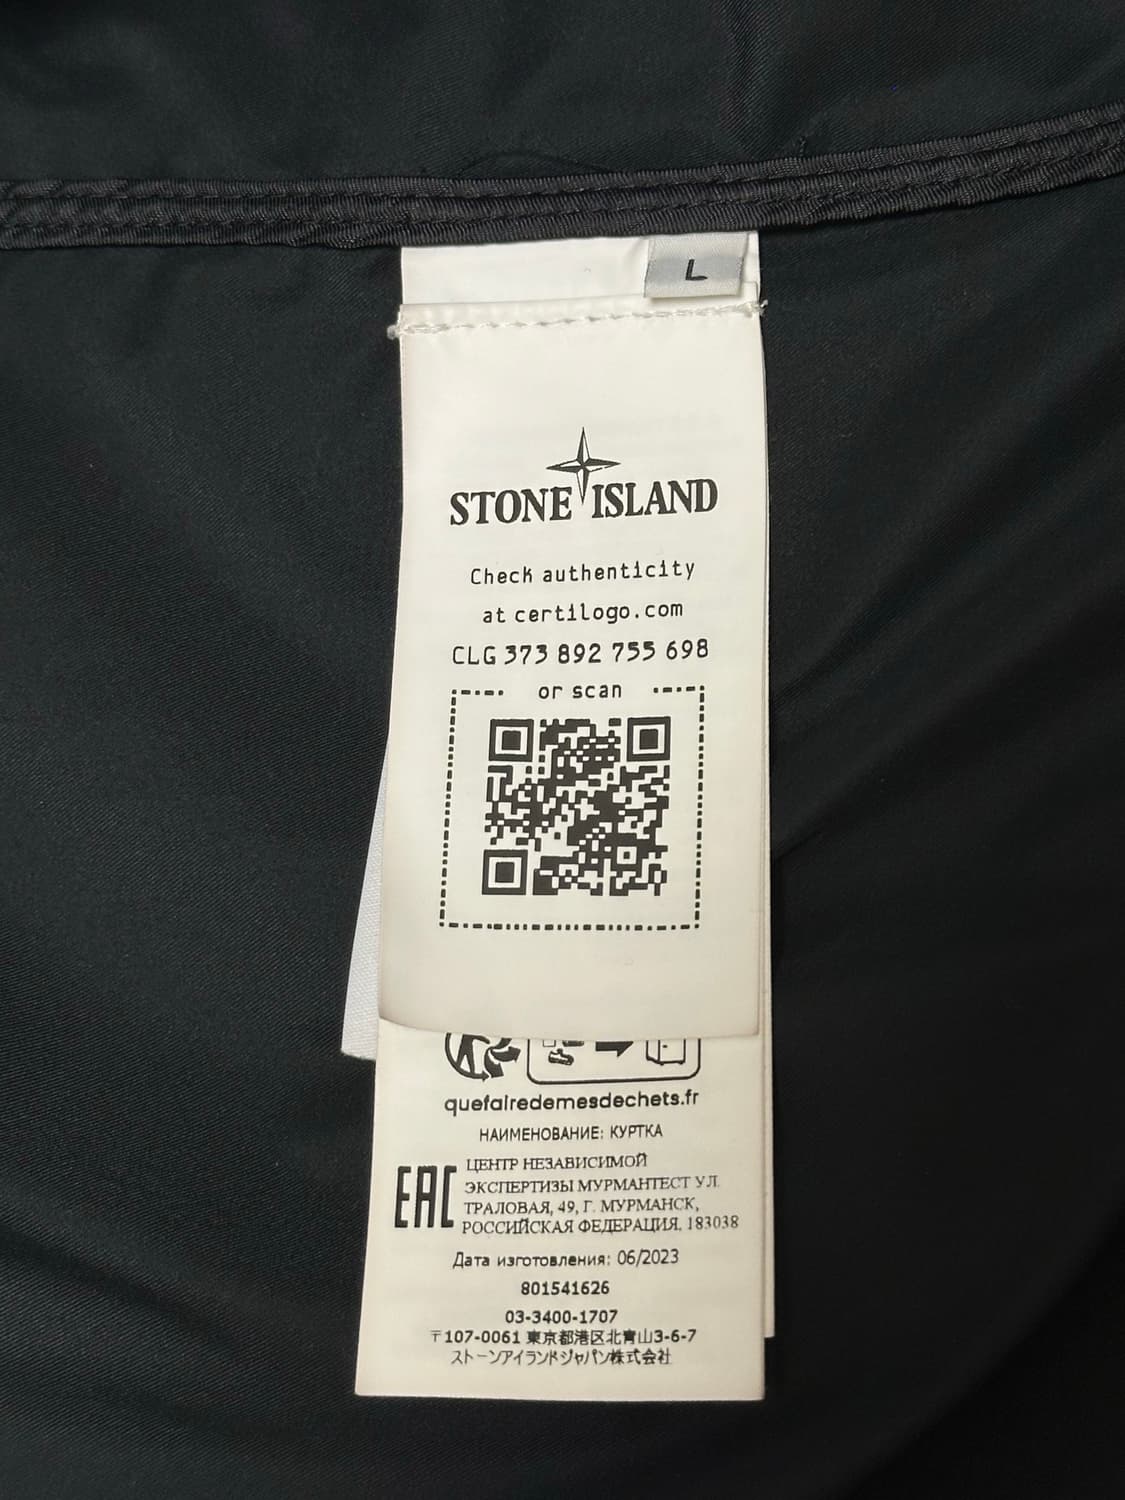 L
STONE ISLAND
Check authenticity
at certilogo.com
CLG 373 892 755 698
or scan
quefairedemesdechets.fr
НАИМЕНОВАНИЕ: КУРТКА
EAC
ЦЕНТР НЕЗАВИСИМОЙ
ЭКСПЕРТИЗЫ МУРМАНТЕСТ УЛ.
ТРАЛОВАЯ, 49, Г. МУРМАНСК,
РОССИЙСКАЯ ФЕДЕРАЦИЯ, 183038
Дата изготовления: 06/2023
801541626
03-3400-1707
〒107-0061 東京都港区北青山3-6-7
ストーンアイランドジャパン株式会社